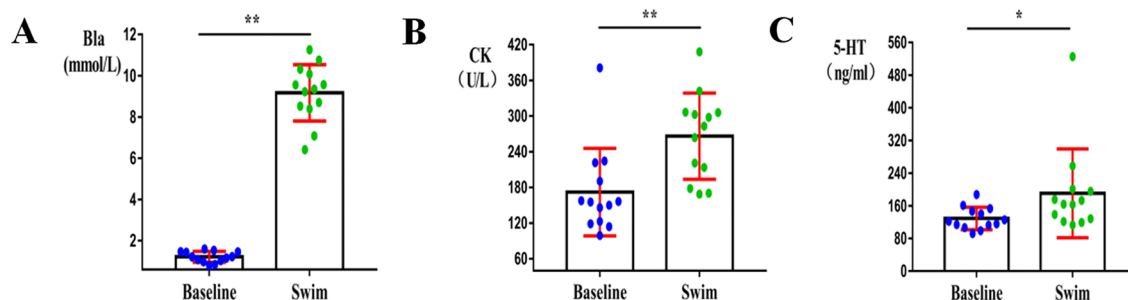 A
Bla
(mmol/L)
**
14
12
10
8
6
4
2
Baseline
Swim
B
CK
(U/L)
**
420
360
300
240
180
120
60
Baseline
Swim
C
5-HT
(ng/ml)
*
560
480
400
320
240
160
80
0
Baseline
Swim